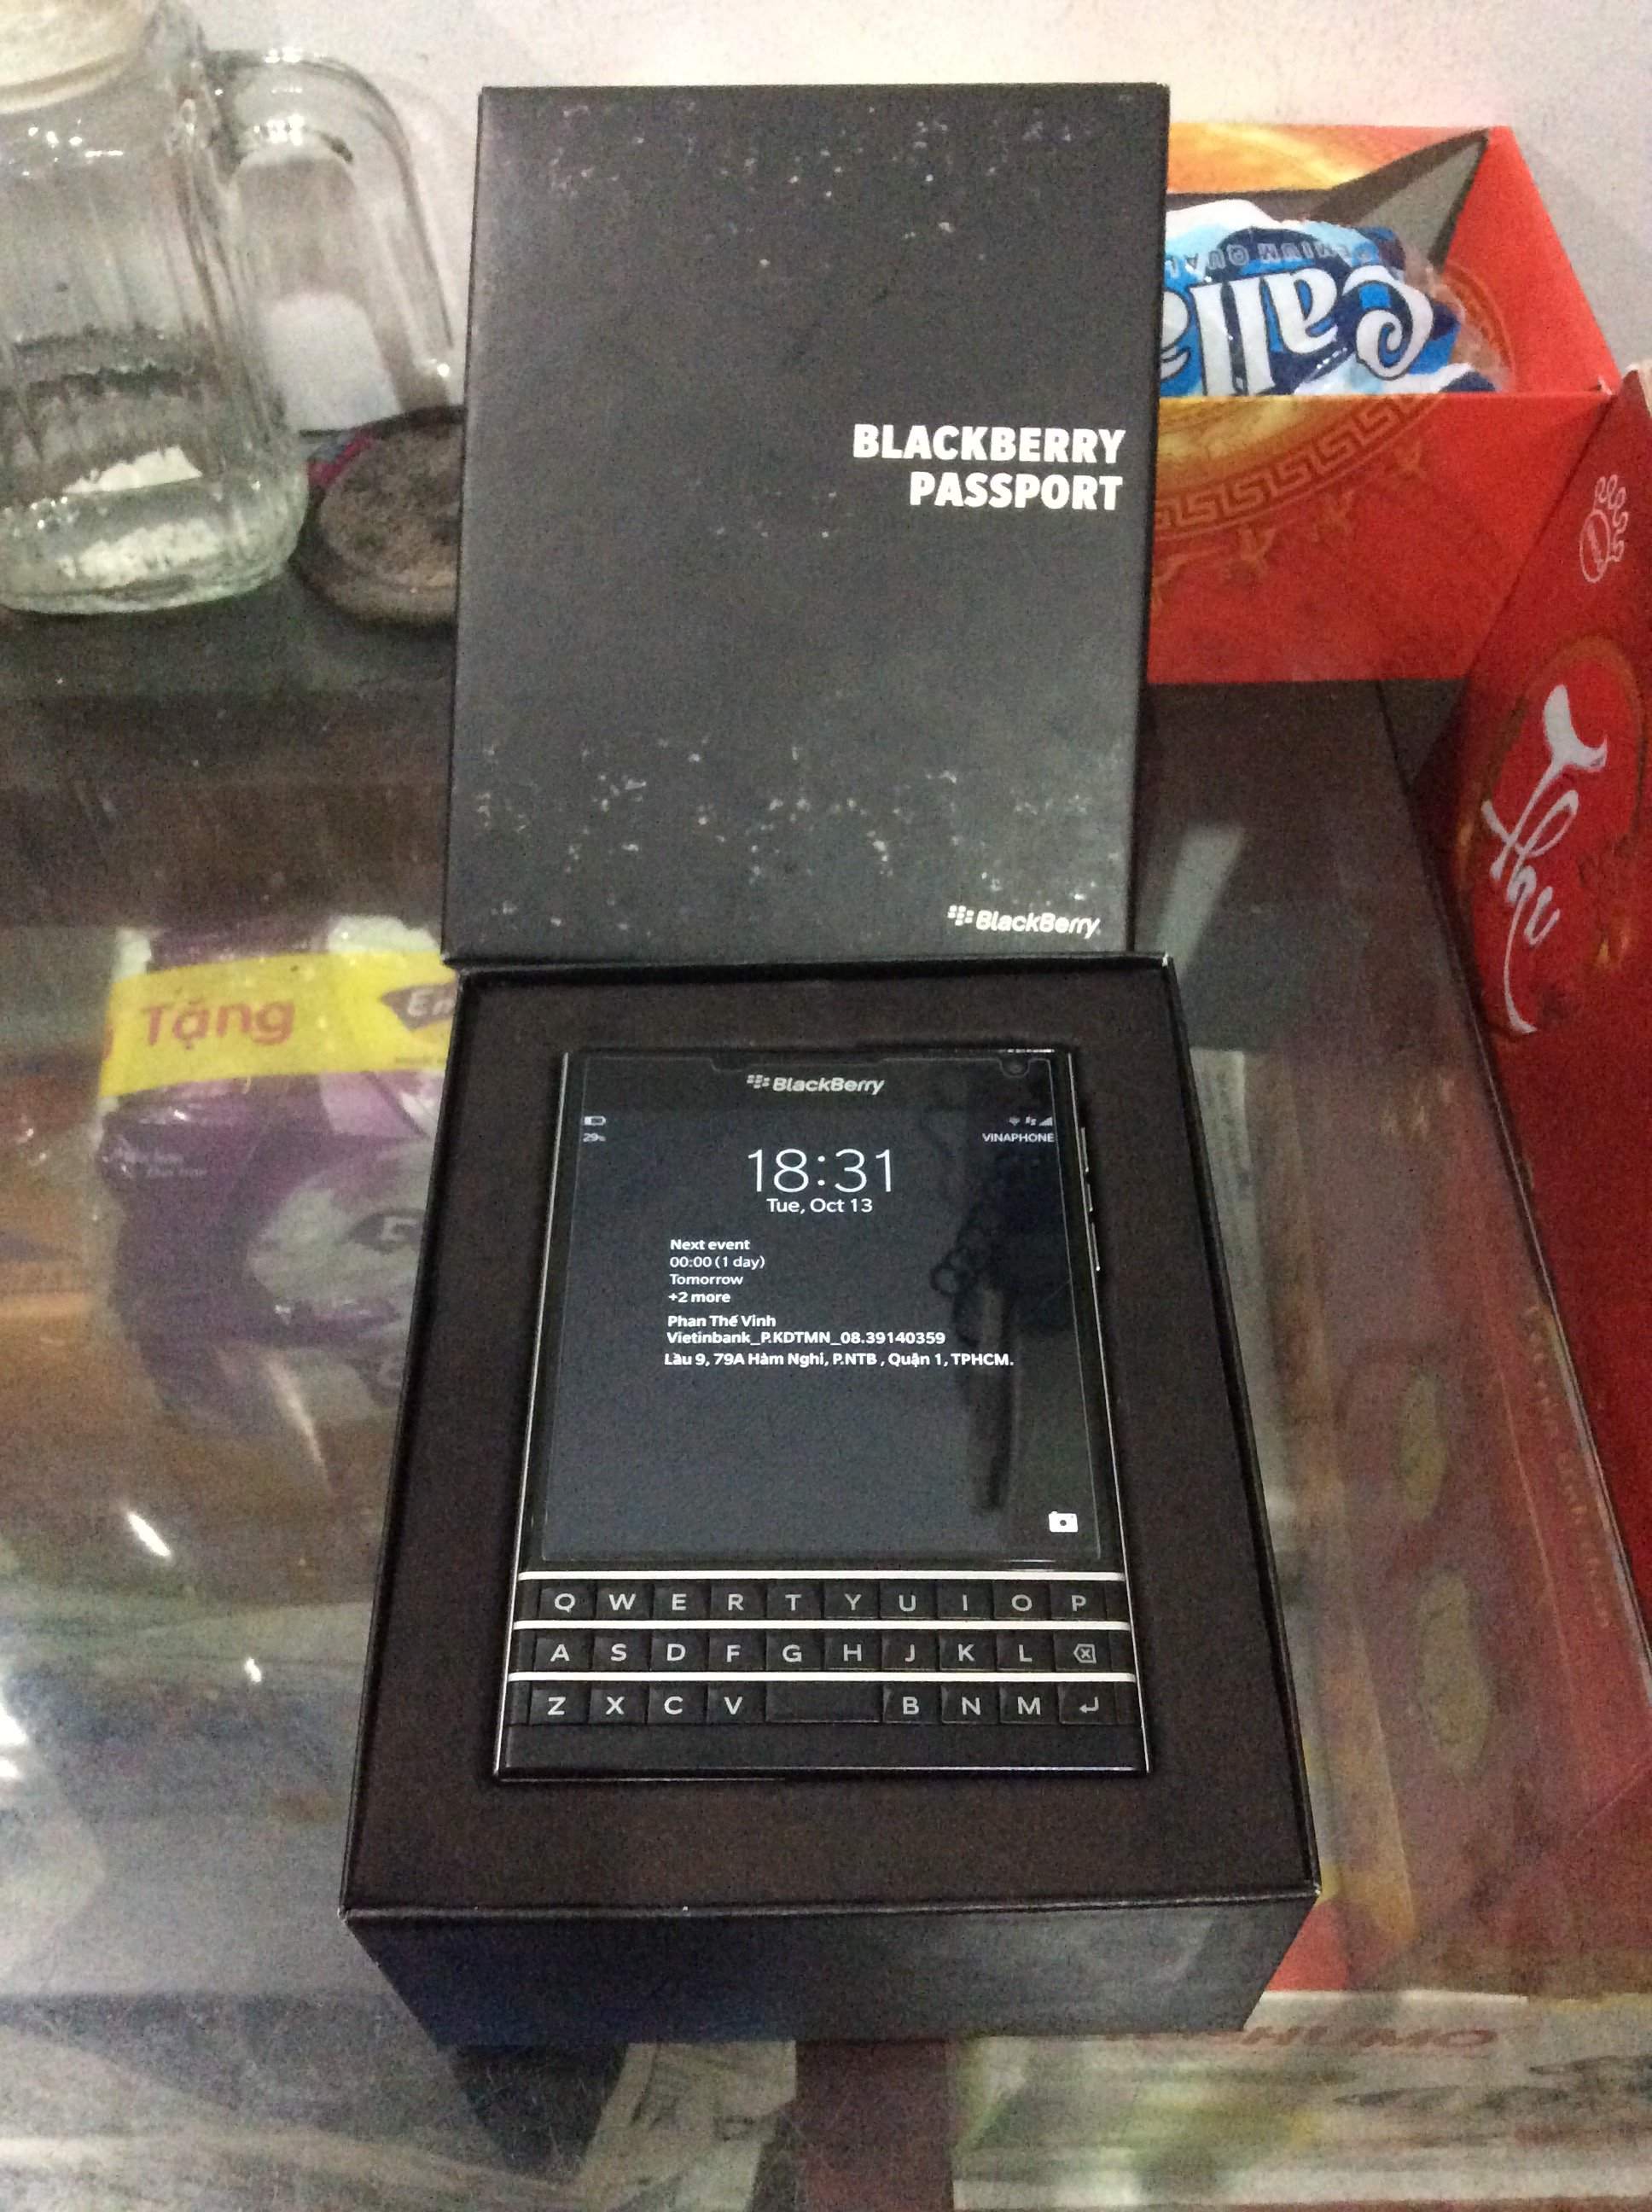 BLACKBERRY
PASSPORT
BlackBerry
Tặng
BlackBerry
29%
VINAPHONE
18:31
Tue, Oct 13
Next event
00:00 (1 day)
Tomorrow
+2 more
Phan Thế Vinh
Vietinbank_P.KDTMN_08.39140359
Lầu 9, 79A Hàm Nghi, P.NTB , Quận 1, TPHCM.
Q W E R T Y U I O P
A S D F G H J K L
Z X C V B N M
Thu